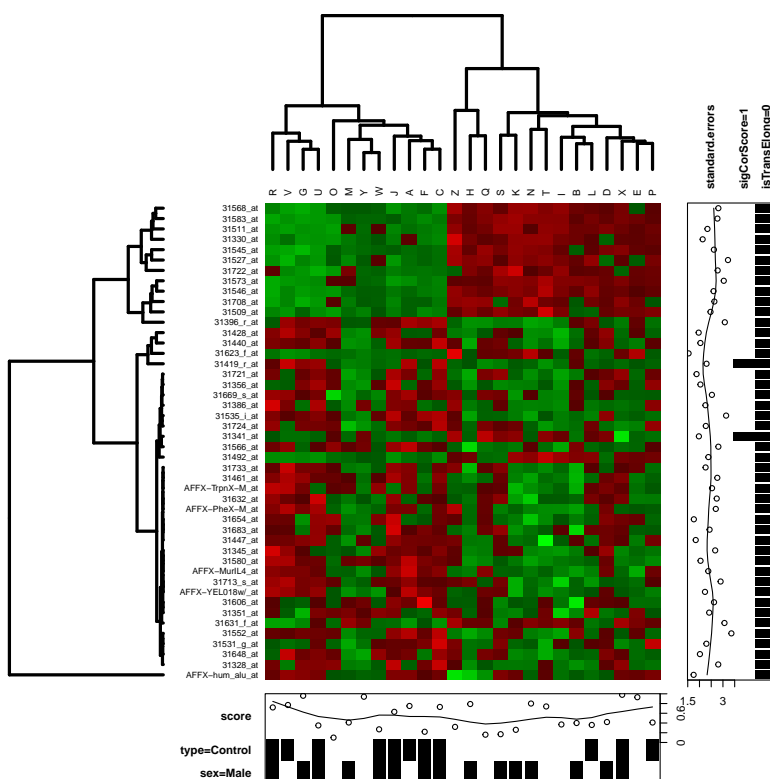 standard.errors
sigCorScore=1
isTransElong=0
R V G U O M Y W J A F C Z H Q S K N T I B L D X E P
31568_at
31583_at
31511_at
31330_at
31545_at
31527_at
31722_at
31573_at
31546_at
31708_at
31509_at
31396_r_at
31428_at
31440_at
31623_f_at
31419_r_at
31721_at
31356_at
31669_s_at
31386_at
31535_i_at
31724_at
31341_at
31566_at
31492_at
31733_at
31461_at
AFFX−TrpnX−M_at
31632_at
AFFX−PheX−M_at
31654_at
31683_at
31447_at
31345_at
31580_at
AFFX−MurIL4_at
31713_s_at
AFFX−YEL018w/_at
31606_at
31351_at
31631_f_at
31552_at
31531_g_at
31648_at
31328_at
AFFX−hum_alu_at
1.5 3
score
0 0.6
type=Control
sex=Male